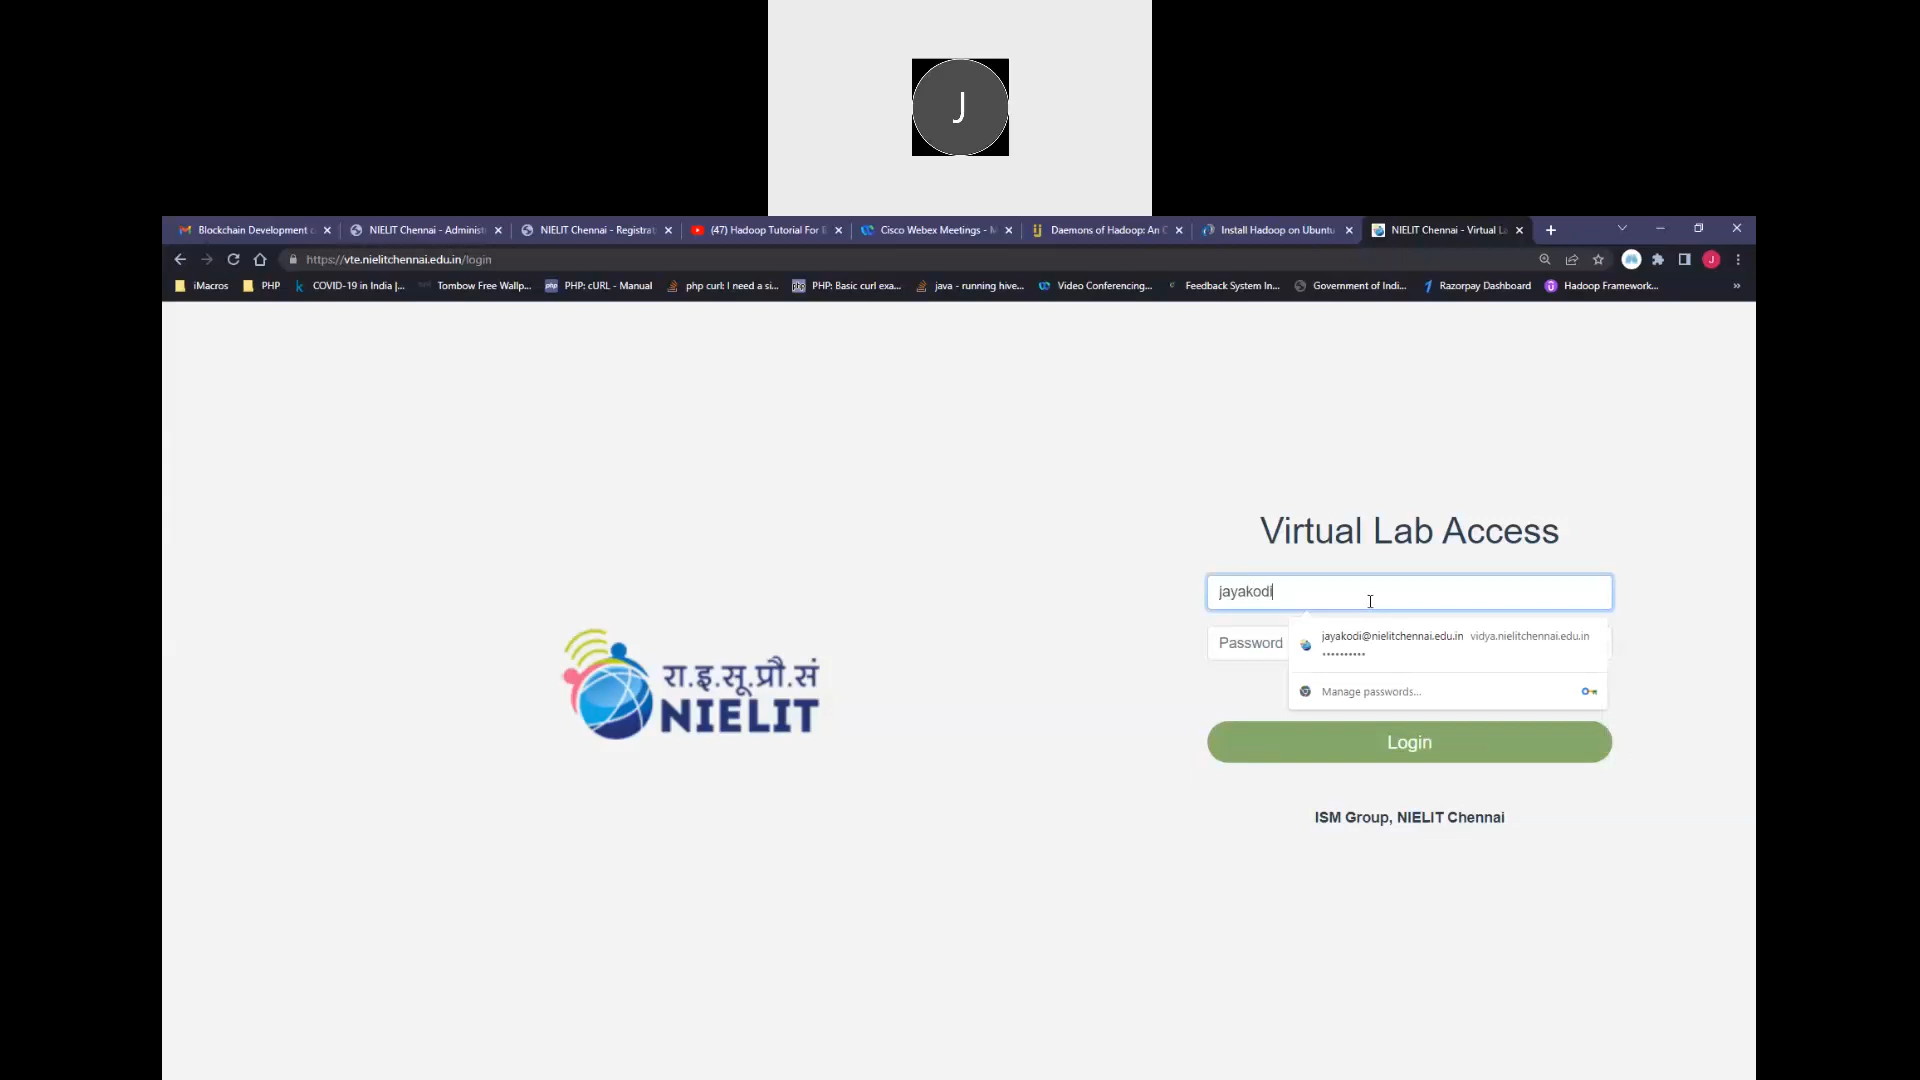 J
Blockchain Development c
NIELIT Chennai - Administ
NIELIT Chennai - Registrat
(47) Hadoop Tutorial For B
Cisco Webex Meetings - M
Daemons of Hadoop: An C
Install Hadoop on Ubuntu
NIELIT Chennai - Virtual La
https://vte.nielitchennai.edu.in/login
J
iMacros
PHP
COVID-19 in India |...
Tombow Free Wallp...
PHP: cURL - Manual
php curl: I need a si...
PHP: Basic curl exa...
java - running hive...
Video Conferencing...
Feedback System In...
Government of Indi...
Razorpay Dashboard
Hadoop Framework...
»
Virtual Lab Access
jayakodi
Password
jayakodi@nielitchennai.edu.in vidya.nielitchennai.edu.in
••••••••••
Manage passwords...
Login
ISM Group, NIELIT Chennai
रा.इ.सू.प्रौ.सं
NIELIT